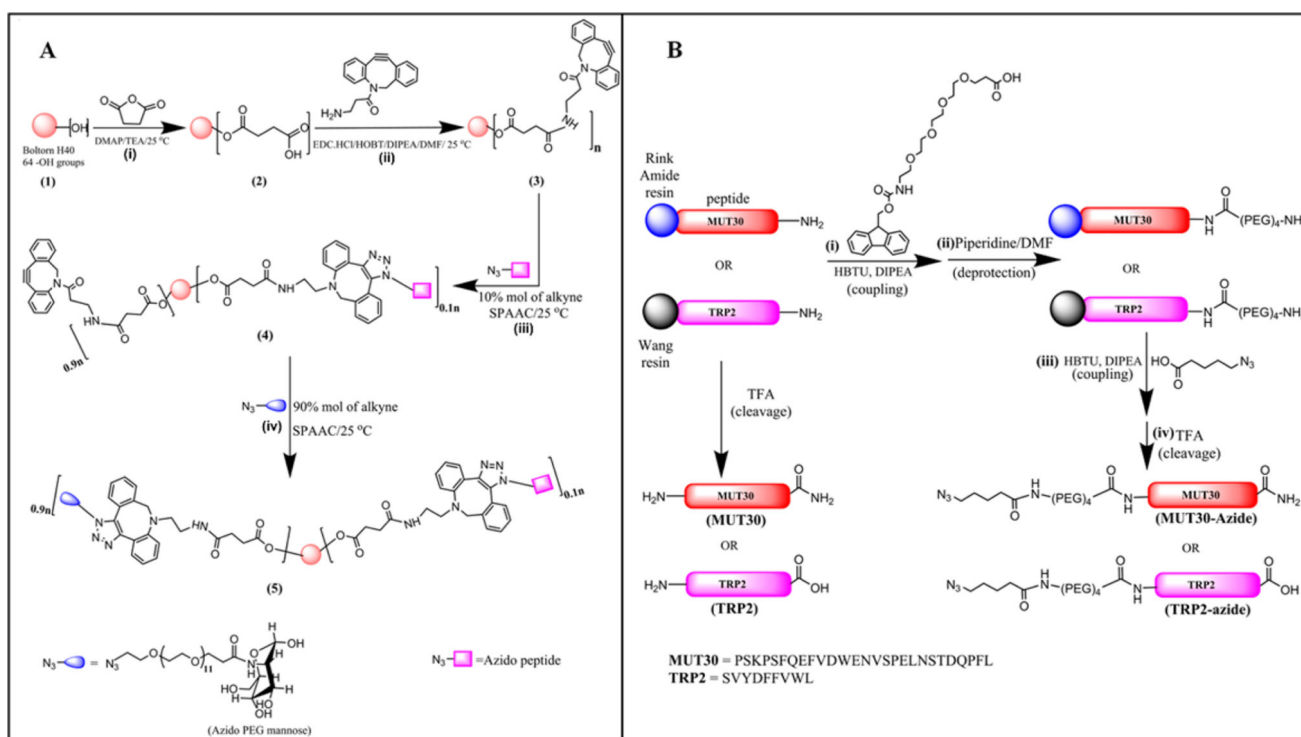 A
DMAP/TEA/25 °C
(i)
[OH]
Boltorn H40
64 -OH groups
(1)
(2)
H2N
EDC.HCl/HOBT/DIPEA/DMF/ 25 °C
(ii)
n
(3)
N3
10% mol of alkyne
SPAAC/25 °C
(iii)
0.9n
(4)
0.1n
N3
90% mol of alkyne
(iv)
SPAAC/25 °C
0.9n
0.1n
(5)
N3 = N3
11
(Azido PEG mannose)
N3 =Azido peptide
B
Rink
Amide
resin
peptide
MUT30
NH2
OR
TRP2
NH2
Wang
resin
(i)
HBTU, DIPEA
(coupling)
(ii)Piperidine/DMF
(deprotection)
MUT30
(PEG)4-NH
OR
TRP2
(PEG)4-NH
(iii) HBTU, DIPEA
(coupling)
HO
N3
TFA
(cleavage)
(iv)TFA
(cleavage)
H2N MUT30 NH2
(MUT30)
OR
H2N TRP2 OH
(TRP2)
N3 (PEG)4 MUT30 NH2
(MUT30-Azide)
OR
N3 (PEG)4 TRP2 OH
(TRP2-azide)
MUT30 = PSKPSFQEFVDWENVSPELNSTDQPFL
TRP2 = SVYDFFVWL